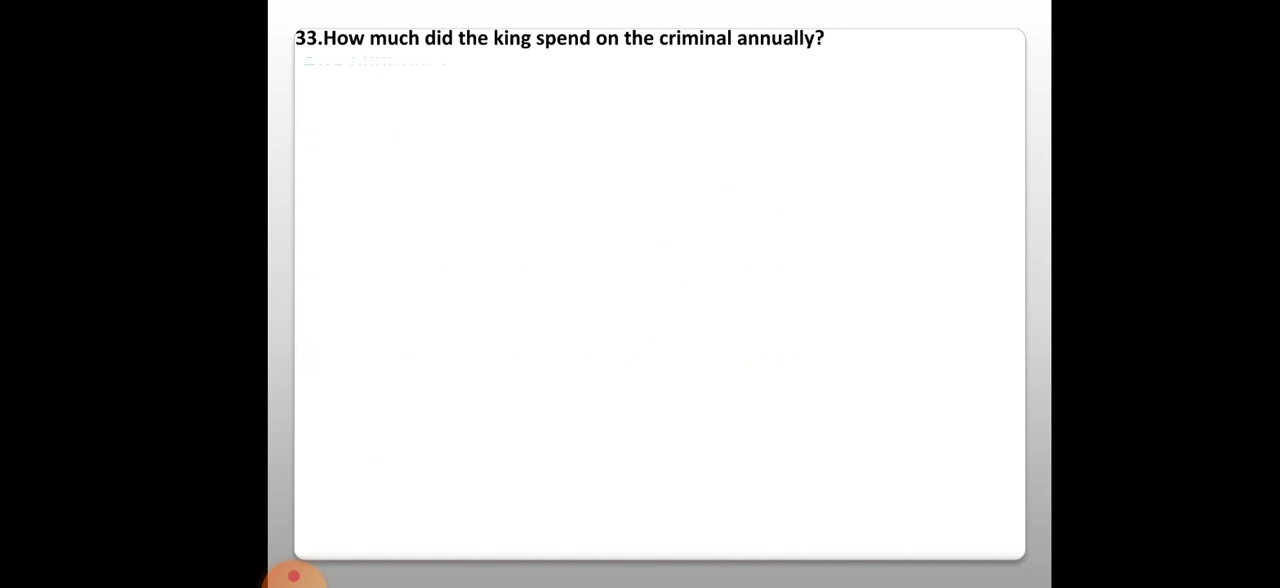 33.How much did the king spend on the criminal annually?